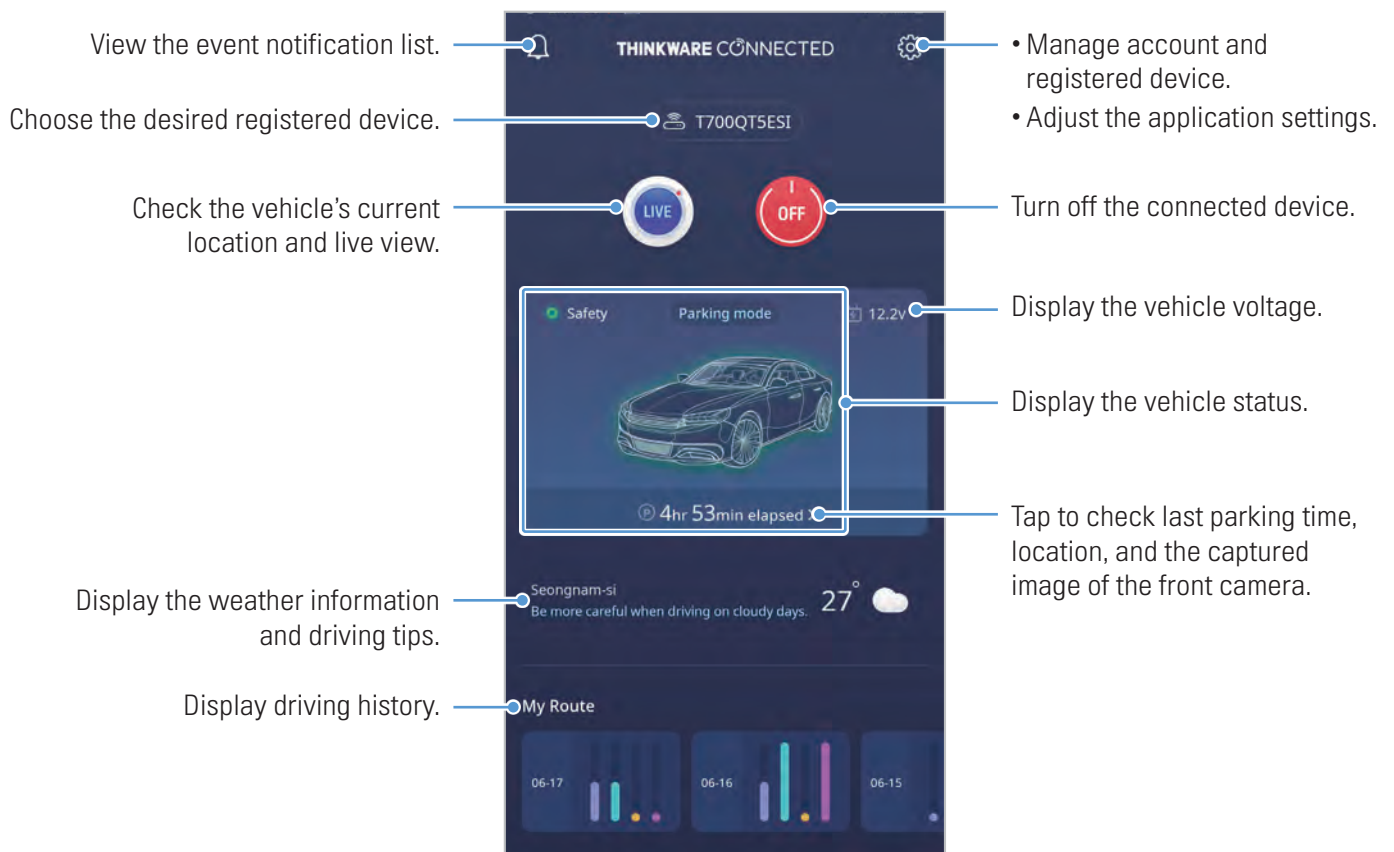 View the event notification list.
THINKWARE CONNECTED
• Manage account and
registered device.
• Adjust the application settings.
Choose the desired registered device.
T700QT5ESI
Check the vehicle's current
location and live view.
LIVE
OFF
Turn off the connected device.
Safety
Parking mode
12.2v
Display the vehicle voltage.
Display the vehicle status.
P 4hr 53min elapsed
Tap to check last parking time,
location, and the captured
image of the front camera.
Display the weather information
and driving tips.
Seongnam-si
Be more careful when driving on cloudy days.
27°
Display driving history.
My Route
06-17
06-16
06-15